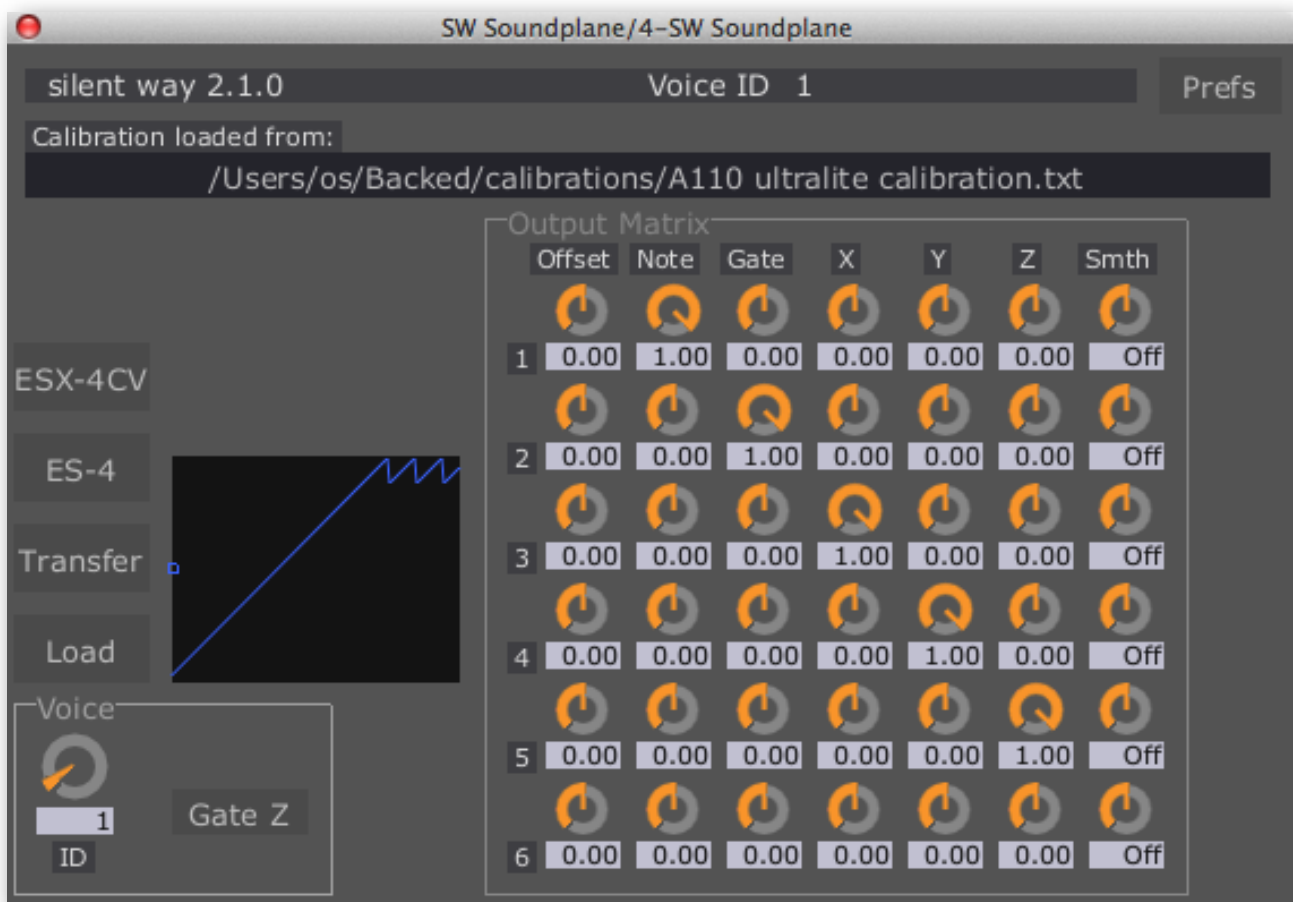 SW Soundplane/4-SW Soundplane
silent way 2.1.0 Voice ID 1 Prefs
Calibration loaded from:
/Users/os/Backed/calibrations/A110 ultralite calibration.txt
Output Matrix
Offset Note Gate X Y Z Smth
1 0.00 1.00 0.00 0.00 0.00 0.00 Off
2 0.00 0.00 1.00 0.00 0.00 0.00 Off
3 0.00 0.00 0.00 1.00 0.00 0.00 Off
4 0.00 0.00 0.00 0.00 1.00 0.00 Off
5 0.00 0.00 0.00 0.00 0.00 1.00 Off
6 0.00 0.00 0.00 0.00 0.00 0.00 Off
ESX-4CV
ES-4
Transfer
Load
Voice
1
ID
Gate Z